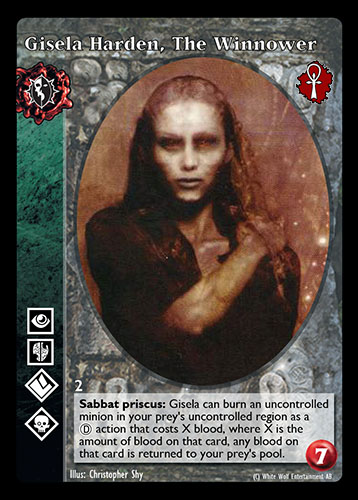 Gisela Harden, The Winnower
2
Sabbat priscus: Gisela can burn an uncontrolled
minion in your prey's uncontrolled region as a
Ⓓ action that costs X blood, where X is the
amount of blood on that card, any blood on
that card is returned to your prey's pool.
7
Illus: Christopher Shy
(C) White Wolf Entertainment AB